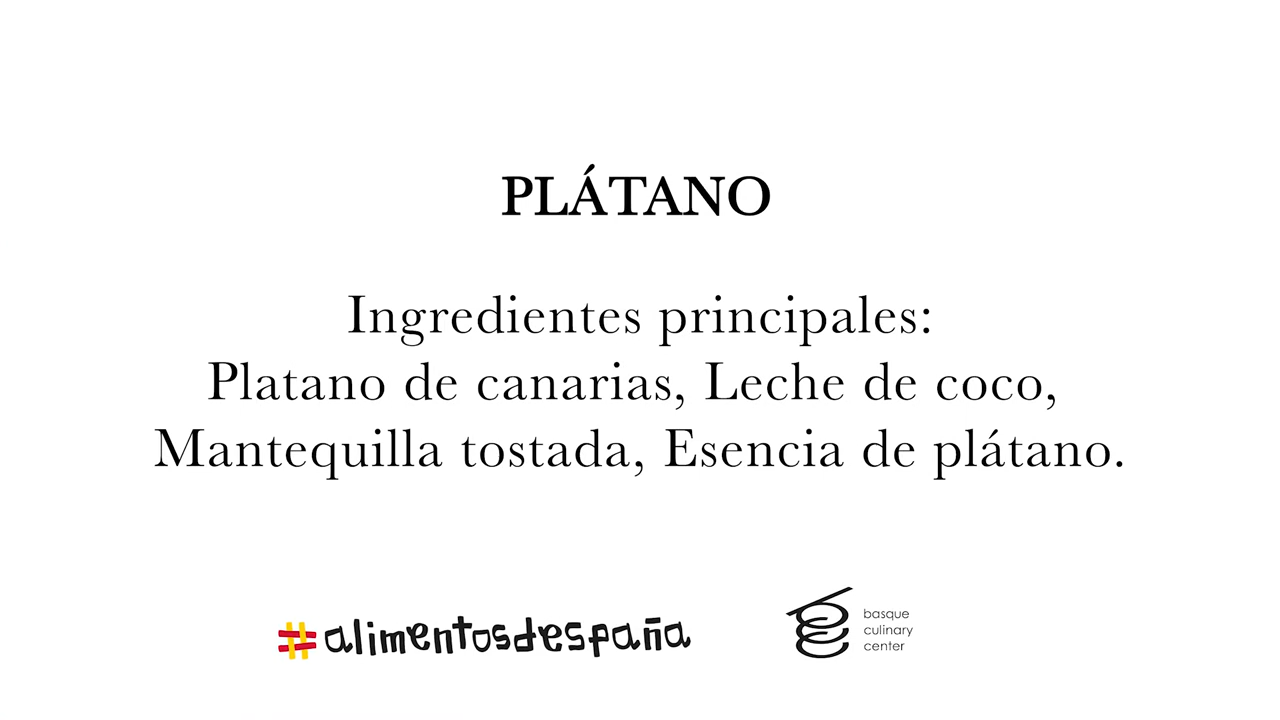 PLÁTANO
Ingredientes principales:
Platano de canarias, Leche de coco,
Mantequilla tostada, Esencia de plátano.
#alimentosdespaña
basque
culinary
center